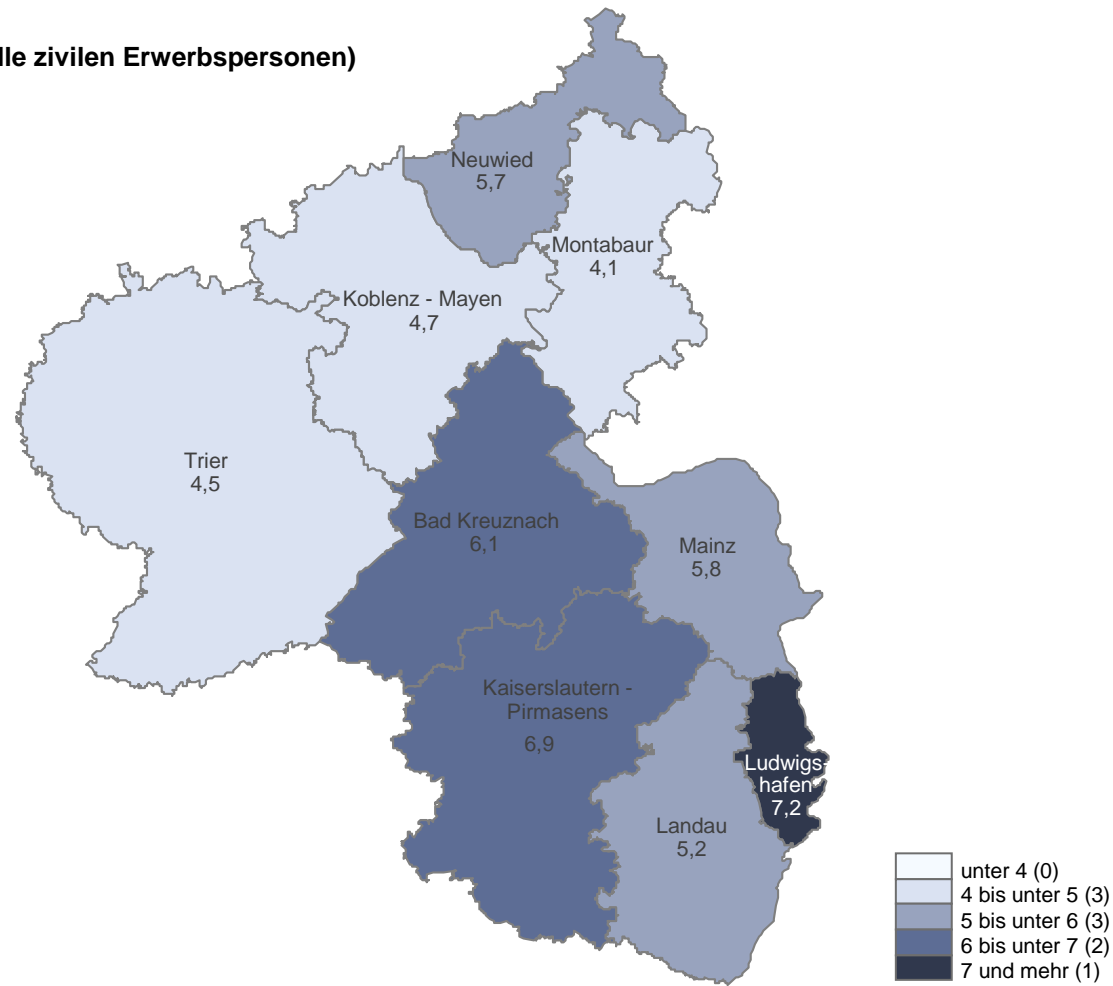 lle zivilen Erwerbspersonen)
Neuwied
5,7
Montabaur
4,1
Koblenz - Mayen
4,7
Trier
4,5
Bad Kreuznach
6,1
Mainz
5,8
Kaiserslautern -
Pirmasens
6,9
Ludwigs-
hafen
7,2
Landau
5,2
unter 4 (0)
4 bis unter 5 (3)
5 bis unter 6 (3)
6 bis unter 7 (2)
7 und mehr (1)